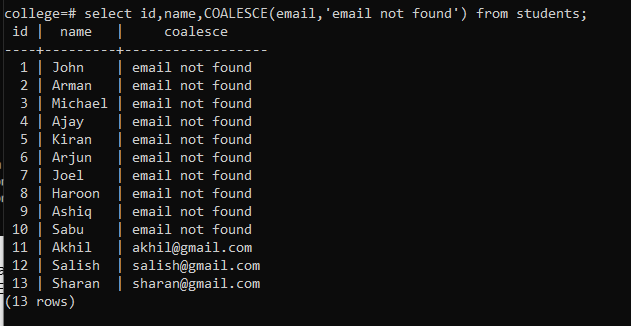 college=# select id,name,COALESCE(email,'email not found') from students;
 id |  name   |     coalesce
----+---------+------------------
  1 | John    | email not found
  2 | Arman   | email not found
  3 | Michael | email not found
  4 | Ajay    | email not found
  5 | Kiran   | email not found
  6 | Arjun   | email not found
  7 | Joel    | email not found
  8 | Haroon  | email not found
  9 | Ashiq   | email not found
 10 | Sabu    | email not found
 11 | Akhil   | akhil@gmail.com
 12 | Salish  | salish@gmail.com
 13 | Sharan  | sharan@gmail.com
(13 rows)